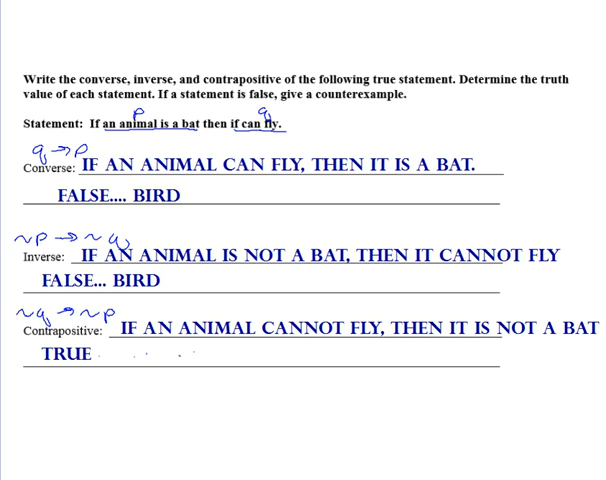 Write the converse, inverse, and contrapositive of the following true statement. Determine the truth
value of each statement. If a statement is false, give a counterexample.
p q
Statement: If an animal is a bat then if can fly.
q → p
Converse: IF AN ANIMAL CAN FLY, THEN IT IS A BAT.
FALSE.... BIRD
~p → ~q
Inverse: IF AN ANIMAL IS NOT A BAT, THEN IT CANNOT FLY
FALSE... BIRD
~q → ~p
Contrapositive: IF AN ANIMAL CANNOT FLY, THEN IT IS NOT A BAT
TRUE